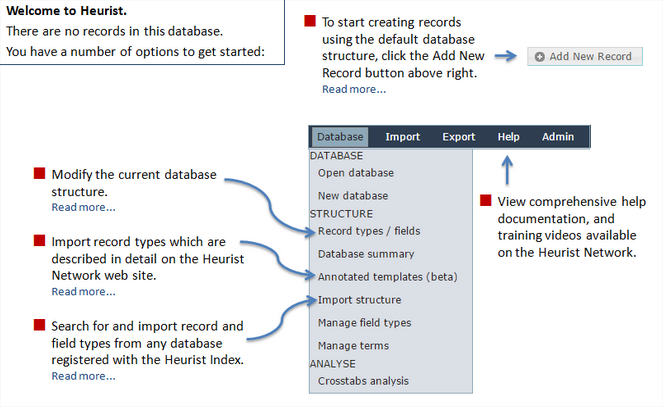 Welcome to Heurist.
There are no records in this database.
You have a number of options to get started:
To start creating records
using the default database
structure, click the Add New
Record button above right.
Read more...
Add New Record
Database Import Export Help Admin
DATABASE
Open database
New database
STRUCTURE
Record types / fields
Database summary
Annotated templates (beta)
Import structure
Manage field types
Manage terms
ANALYSE
Crosstabs analysis
Modify the current database
structure.
Read more...
Import record types which are
described in detail on the Heurist
Network web site.
Read more...
Search for and import record and
field types from any database
registered with the Heurist Index.
Read more...
View comprehensive help
documentation, and
training videos available
on the Heurist Network.